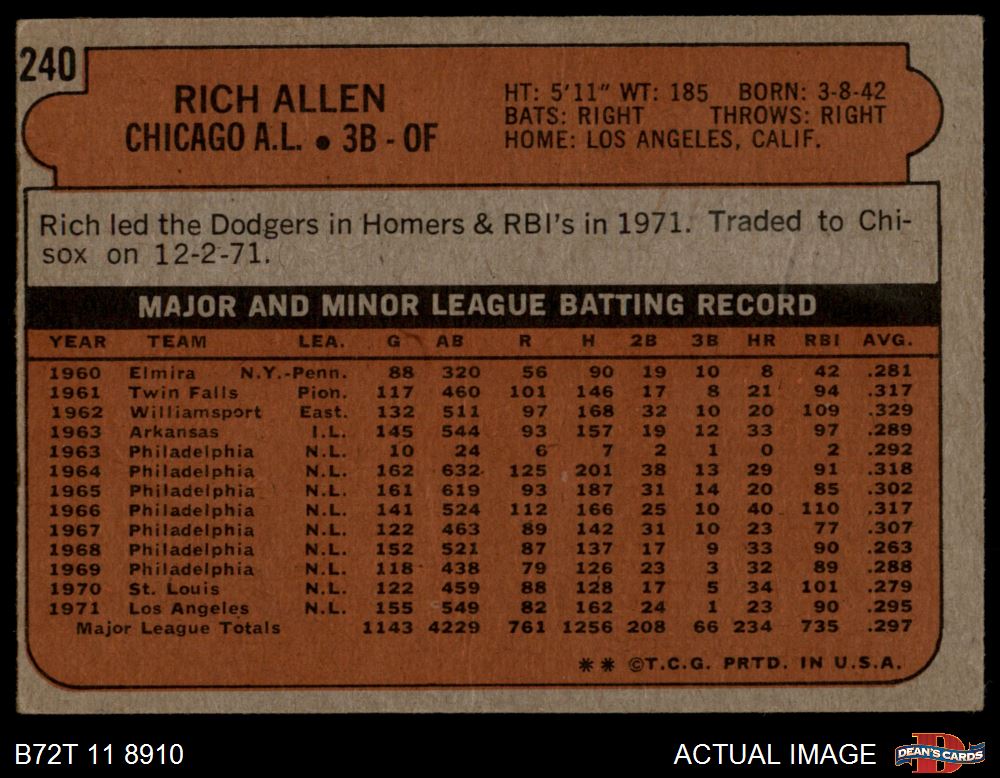 240
RICH ALLEN
CHICAGO A.L. • 3B - OF
HT: 5'11" WT: 185 BORN: 3-8-42
BATS: RIGHT THROWS: RIGHT
HOME: LOS ANGELES, CALIF.
Rich led the Dodgers in Homers & RBI's in 1971. Traded to Chi-
sox on 12-2-71.
MAJOR AND MINOR LEAGUE BATTING RECORD
YEAR TEAM LEA. G AB R H 2B 3B HR RBI AVG.
1960 Elmira N.Y.-Penn. 88 320 56 90 19 10 8 42 .281
1961 Twin Falls Pion. 117 460 101 146 17 8 21 94 .317
1962 Williamsport East. 132 511 97 168 32 10 20 109 .329
1963 Arkansas I.L. 145 544 93 157 19 12 33 97 .289
1963 Philadelphia N.L. 10 24 6 7 2 1 0 2 .292
1964 Philadelphia N.L. 162 632 125 201 38 13 29 91 .318
1965 Philadelphia N.L. 161 619 93 187 31 14 20 85 .302
1966 Philadelphia N.L. 141 524 112 166 25 10 40 110 .317
1967 Philadelphia N.L. 122 463 89 142 31 10 23 77 .307
1968 Philadelphia N.L. 152 521 87 137 17 9 33 90 .263
1969 Philadelphia N.L. 118 438 79 126 23 3 32 89 .288
1970 St. Louis N.L. 122 459 88 128 17 5 34 101 .279
1971 Los Angeles N.L. 155 549 82 162 24 1 23 90 .295
Major League Totals 1143 4229 761 1256 208 66 234 735 .297
** ©T.C.G. PRTD. IN U.S.A.
B72T 11 8910
ACTUAL IMAGE
D
DEAN'S CARDS